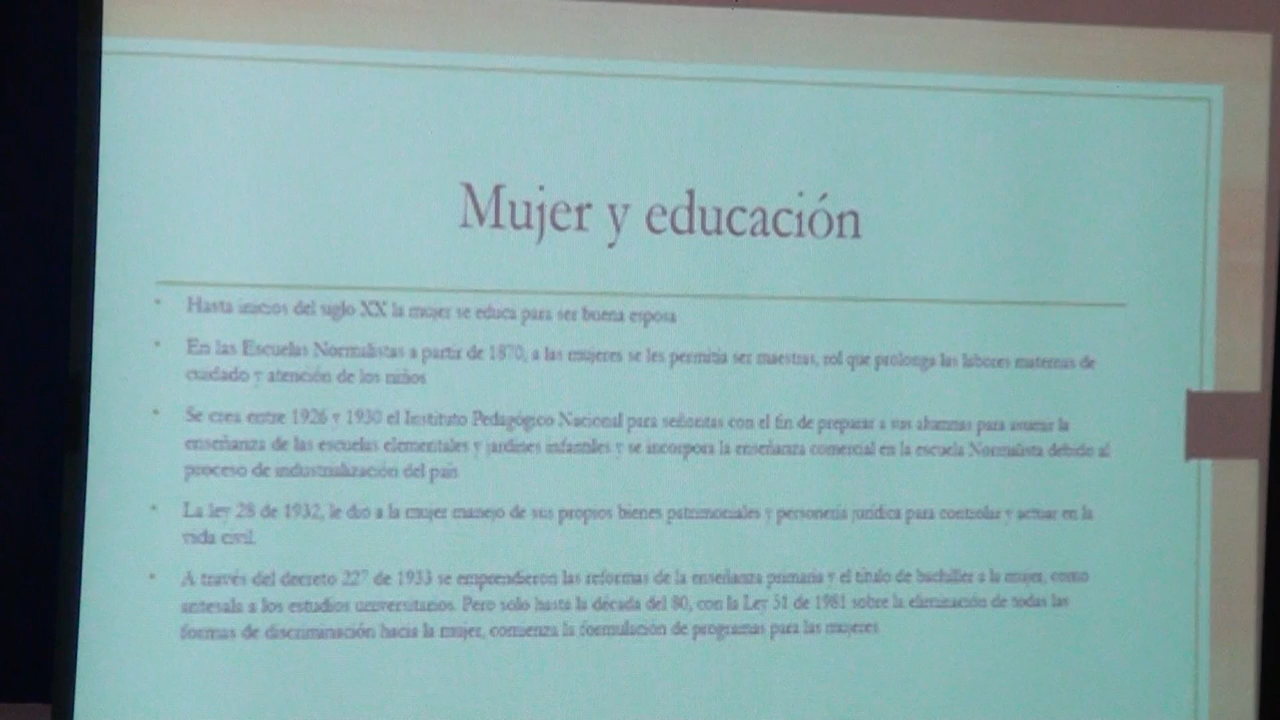 Mujer y educación
• Hasta inicios del siglo XX la mujer se educa para ser buena esposa
• En las Escuelas Normalistas a partir de 1870, a las mujeres se les permitía ser maestras, rol que prolonga las labores maternas de
cuidado y atención de los niños
• Se crea entre 1926 y 1930 el Instituto Pedagógico Nacional para señoritas con el fin de preparar a sus alumnas para asumir la
enseñanza de las escuelas elementales y jardines infantiles y se incorpora la enseñanza comercial en la escuela Normalista debido al
proceso de industrialización del país
• La ley 28 de 1932, le dio a la mujer manejo de sus propios bienes patrimoniales y personería jurídica para controlar y actuar en la
vida civil.
• A través del decreto 227 de 1933 se emprendieron las reformas de la enseñanza primaria y el título de bachiller a la mujer, como
antesala a los estudios universitarios. Pero solo hasta la década del 80, con la Ley 51 de 1981 sobre la eliminación de todas las
formas de discriminación hacia la mujer, comienza la formulación de programas para las mujeres